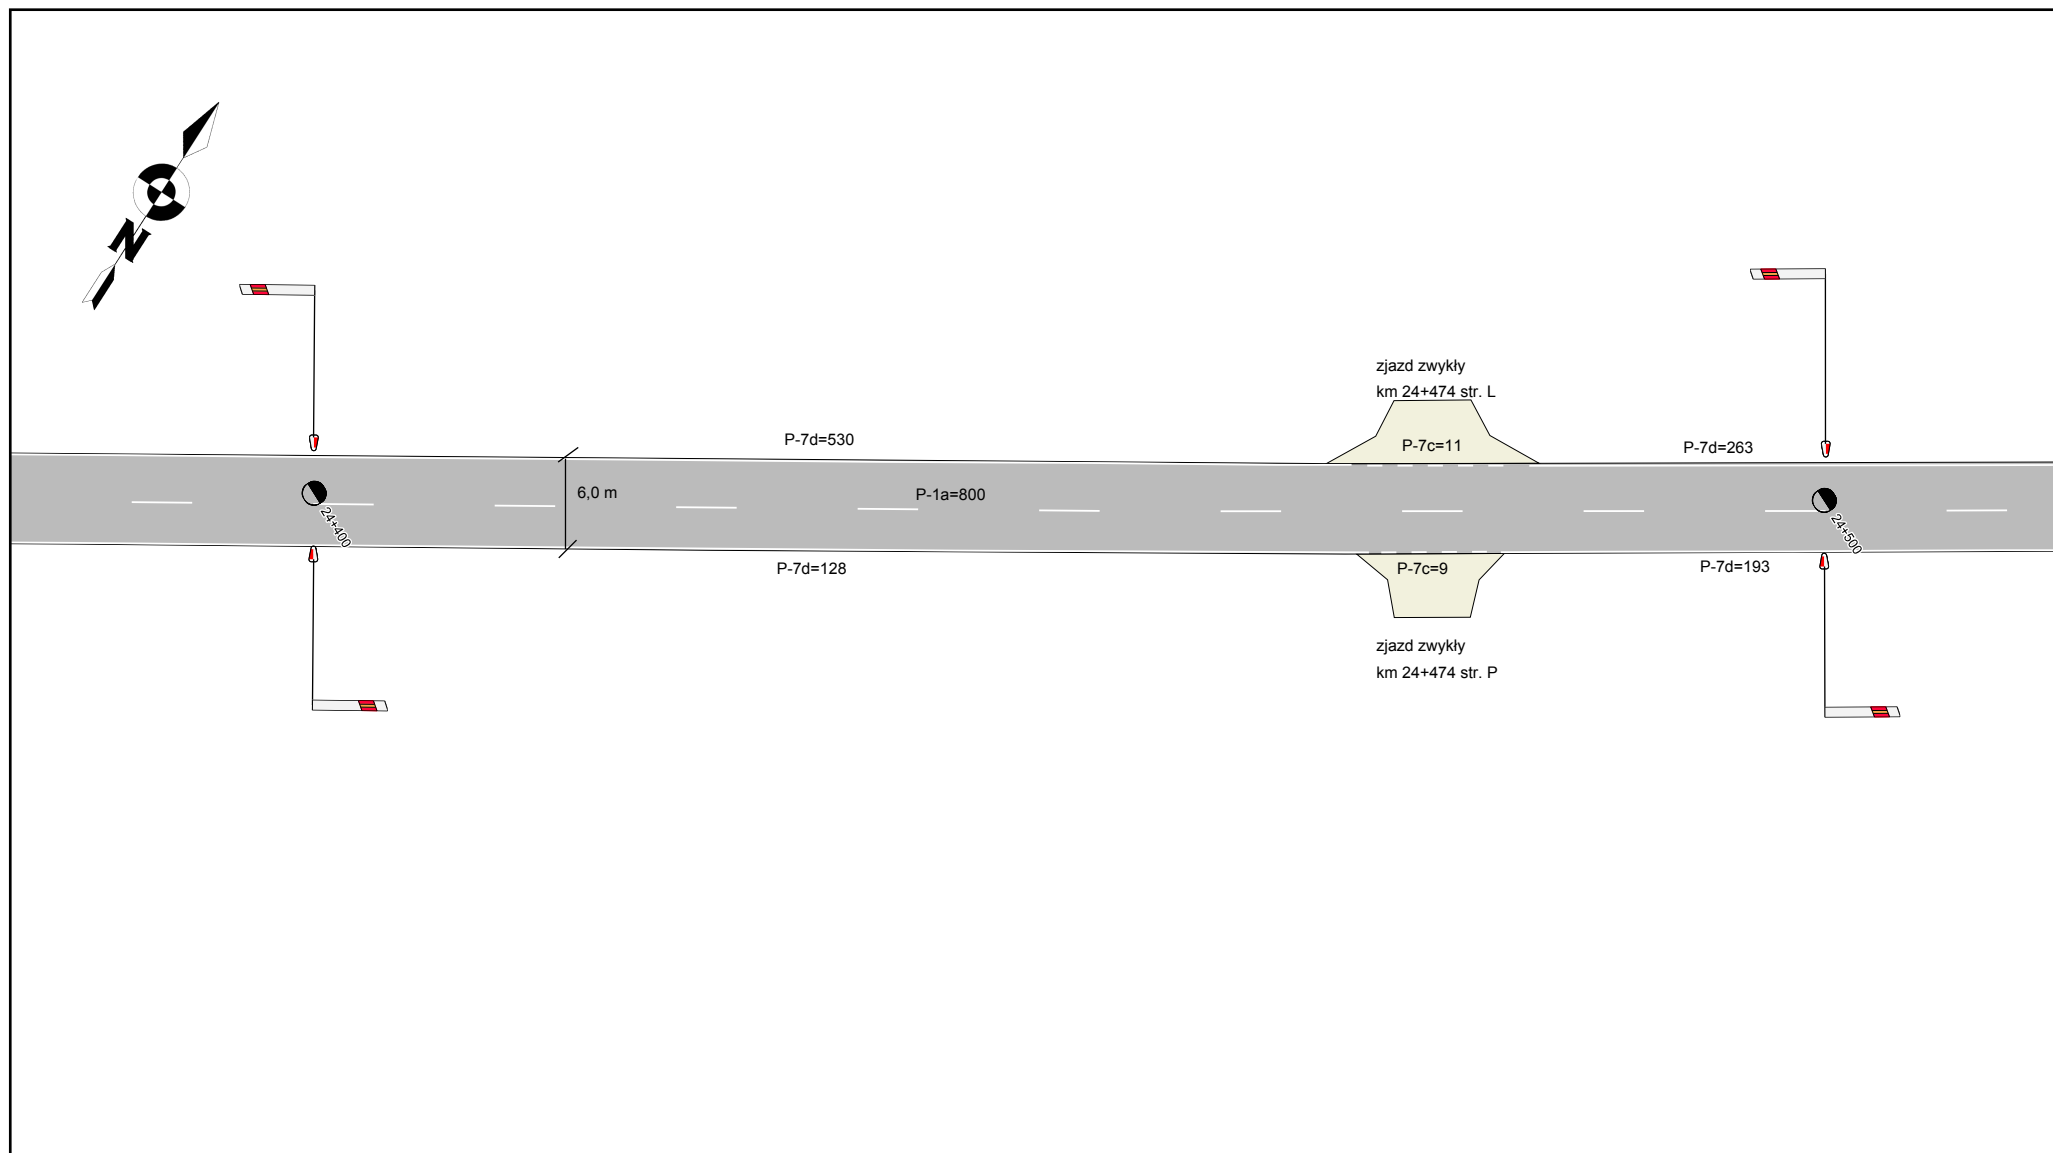 N
zjazd zwykły
km 24+474 str. L
P-7d=530
P-7c=11
P-7d=263
6,0 m
P-1a=800
24+400
24+500
P-7d=128
P-7c=9
P-7d=193
zjazd zwykły
km 24+474 str. P